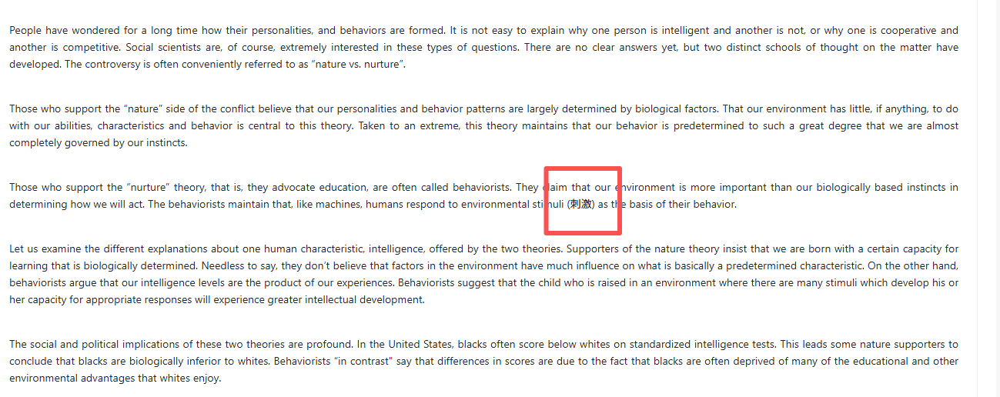 People have wondered for a long time how their personalities, and behaviors are formed. It is not easy to explain why one person is intelligent and another is not, or why one is cooperative and
another is competitive. Social scientists are, of course, extremely interested in these types of questions. There are no clear answers yet, but two distinct schools of thought on the matter have
developed. The controversy is often conveniently referred to as “nature vs. nurture”.
Those who support the “nature” side of the conflict believe that our personalities and behavior patterns are largely determined by biological factors. That our environment has little, if anything, to do
with our abilities, characteristics and behavior is central to this theory. Taken to an extreme, this theory maintains that our behavior is predetermined to such a great degree that we are almost
completely governed by our instincts.
Those who support the “nurture” theory, that is, they advocate education, are often called behaviorists. They claim that our environment is more important than our biologically based instincts in
determining how we will act. The behaviorists maintain that, like machines, humans respond to environmental stimuli (刺激) as the basis of their behavior.
Let us examine the different explanations about one human characteristic, intelligence, offered by the two theories. Supporters of the nature theory insist that we are born with a certain capacity for
learning that is biologically determined. Needless to say, they don’t believe that factors in the environment have much influence on what is basically a predetermined characteristic. On the other hand,
behaviorists argue that our intelligence levels are the product of our experiences. Behaviorists suggest that the child who is raised in an environment where there are many stimuli which develop his or
her capacity for appropriate responses will experience greater intellectual development.
The social and political implications of these two theories are profound. In the United States, blacks often score below whites on standardized intelligence tests. This leads some nature supporters to
conclude that blacks are biologically inferior to whites. Behaviorists “in contrast" say that differences in scores are due to the fact that blacks are often deprived of many of the educational and other
environmental advantages that whites enjoy.